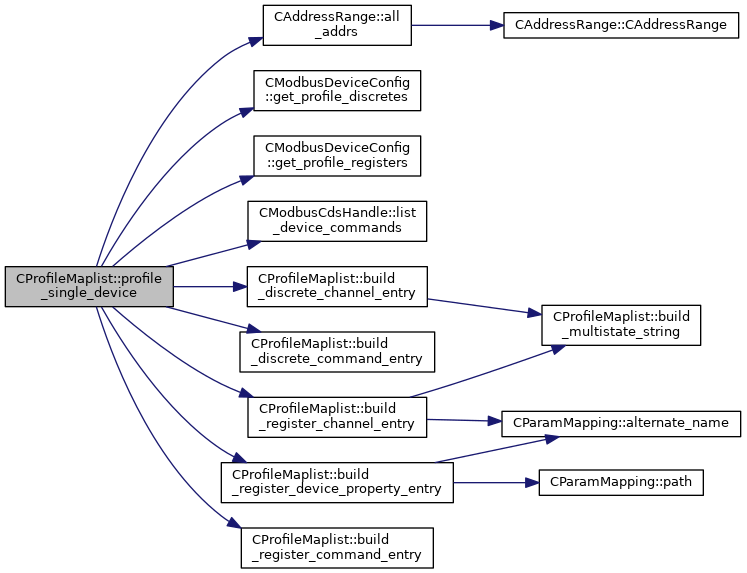 CAddressRange::all
_addrs
CAddressRange::CAddressRange
CModbusDeviceConfig
::get_profile_discretes
CModbusDeviceConfig
::get_profile_registers
CModbusCdsHandle::list
_device_commands
CProfileMaplist::profile
_single_device
CProfileMaplist::build
_discrete_channel_entry
CProfileMaplist::build
_multistate_string
CProfileMaplist::build
_discrete_command_entry
CProfileMaplist::build
_register_channel_entry
CParamMapping::alternate_name
CProfileMaplist::build
_register_device_property_entry
CParamMapping::path
CProfileMaplist::build
_register_command_entry